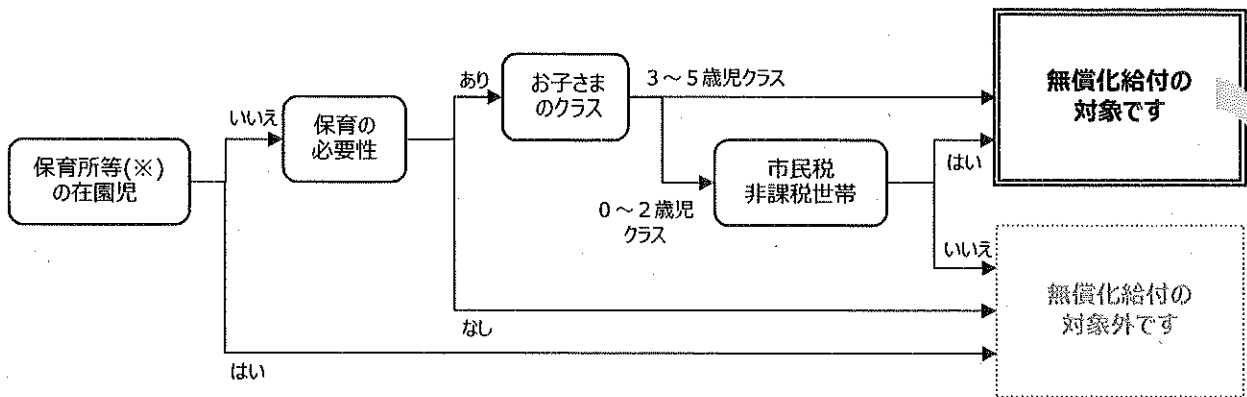 保育所等(※)
の在園児
いいえ
はい
保育の
必要性
あり
なし
お子さま
のクラス
3～5歳児クラス
0～2歳児
クラス
市民税
非課税世帯
はい
いいえ
無償化給付の
対象です
無償化給付の
対象外です